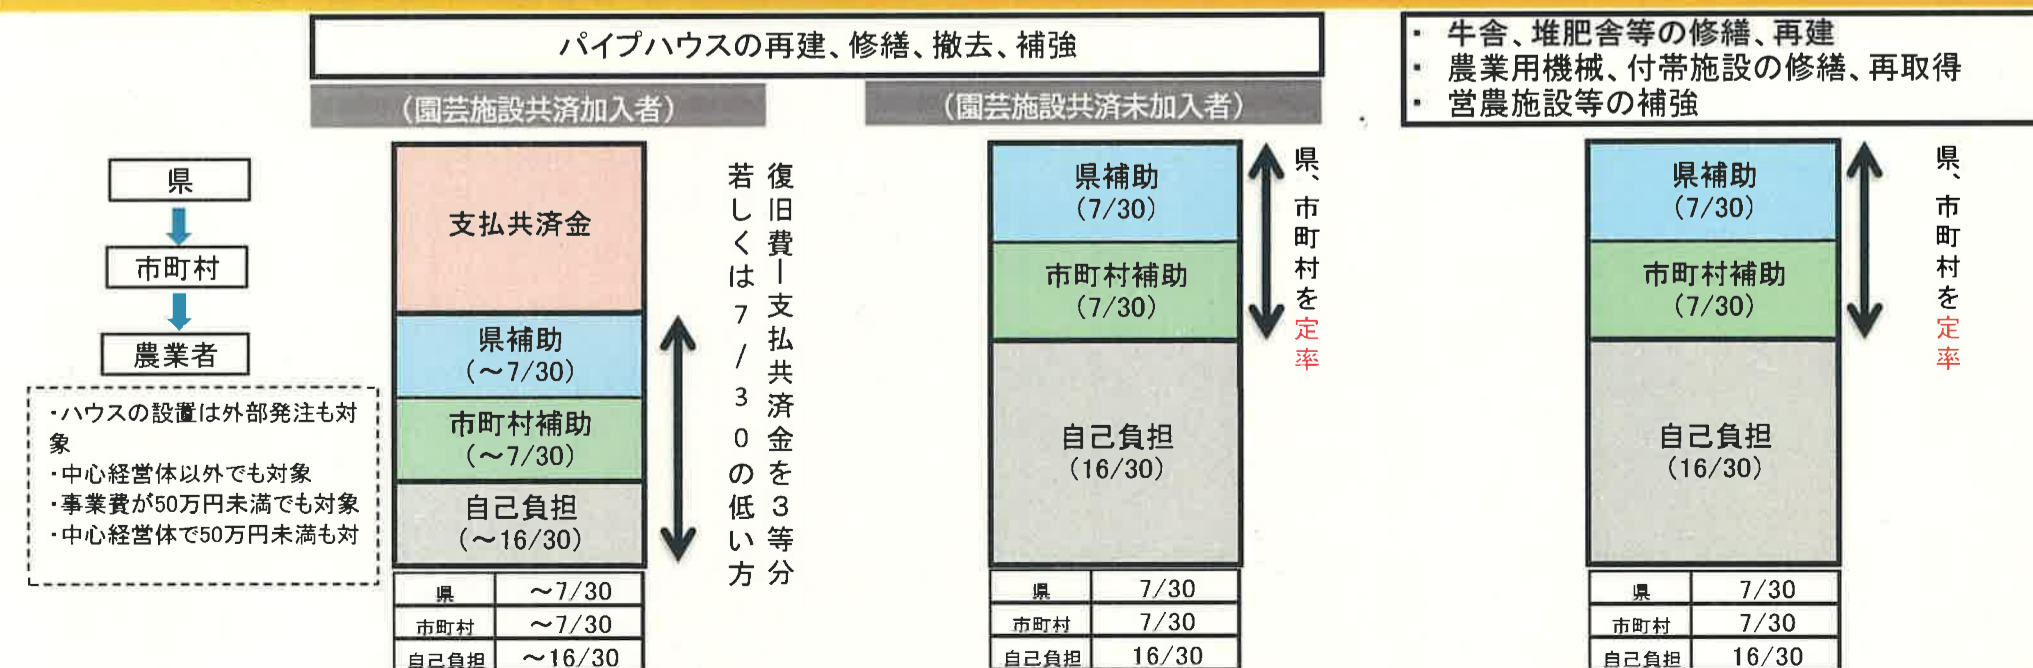 パイプハウスの再建、修繕、撤去、補強
（園芸施設共済加入者）
（園芸施設共済未加入者）
・ 牛舎、堆肥舎等の修繕、再建
・ 農業用機械、付帯施設の修繕、再取得
・ 営農施設等の補強
県
市町村
農業者
・ハウスの設置は外部発注も対
象
・中心経営体以外でも対象
・事業費が50万円未満でも対象
・中心経営体で50万円未満も対
支払共済金
県補助
（～7/30）
市町村補助
（～7/30）
自己負担
（～16/30）
復旧費ー支払共済金を３等分
若しくは７/３０の低い方
県 ～7/30
市町村 ～7/30
自己負担 ～16/30
県補助
（7/30）
市町村補助
（7/30）
自己負担
（16/30）
県、市町村を定率
県 7/30
市町村 7/30
自己負担 16/30
県補助
（7/30）
市町村補助
（7/30）
自己負担
（16/30）
県、市町村を定率
県 7/30
市町村 7/30
自己負担 16/30